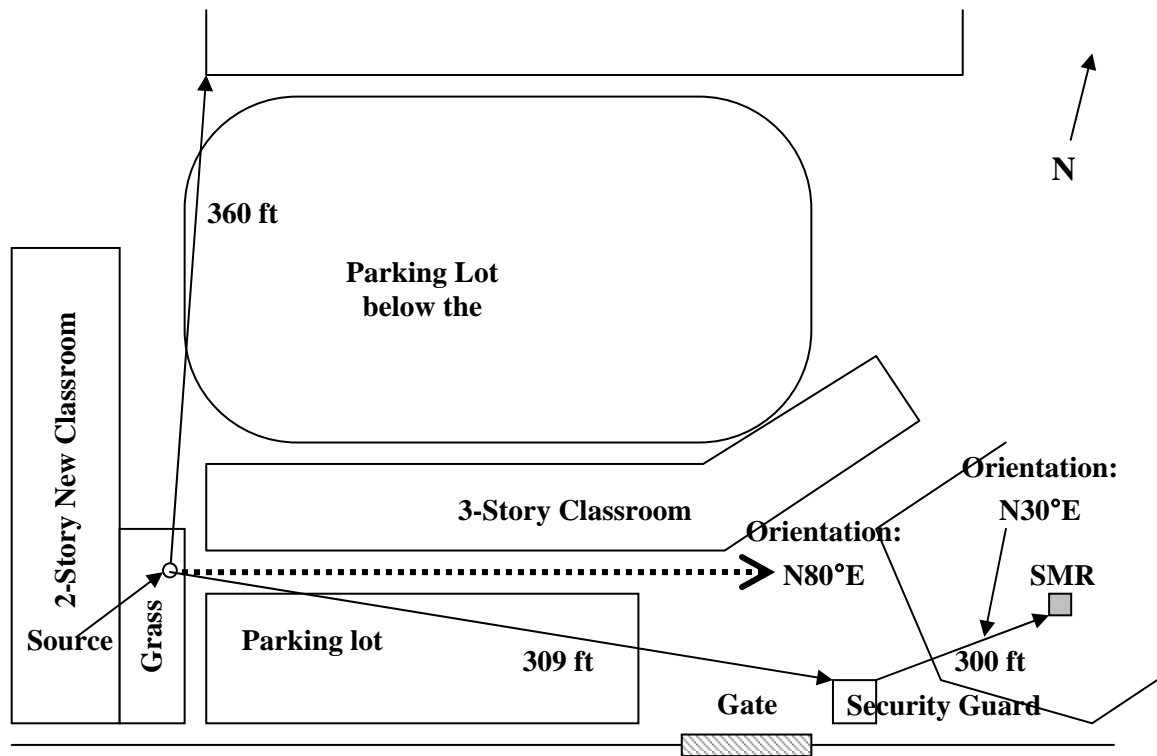 N
360 ft
Parking Lot
below the
2-Story New Classroom
Orientation:
N30°E
3-Story Classroom
Orientation:
N80°E
SMR
Source
Grass
Parking lot
309 ft
300 ft
Gate
Security Guard